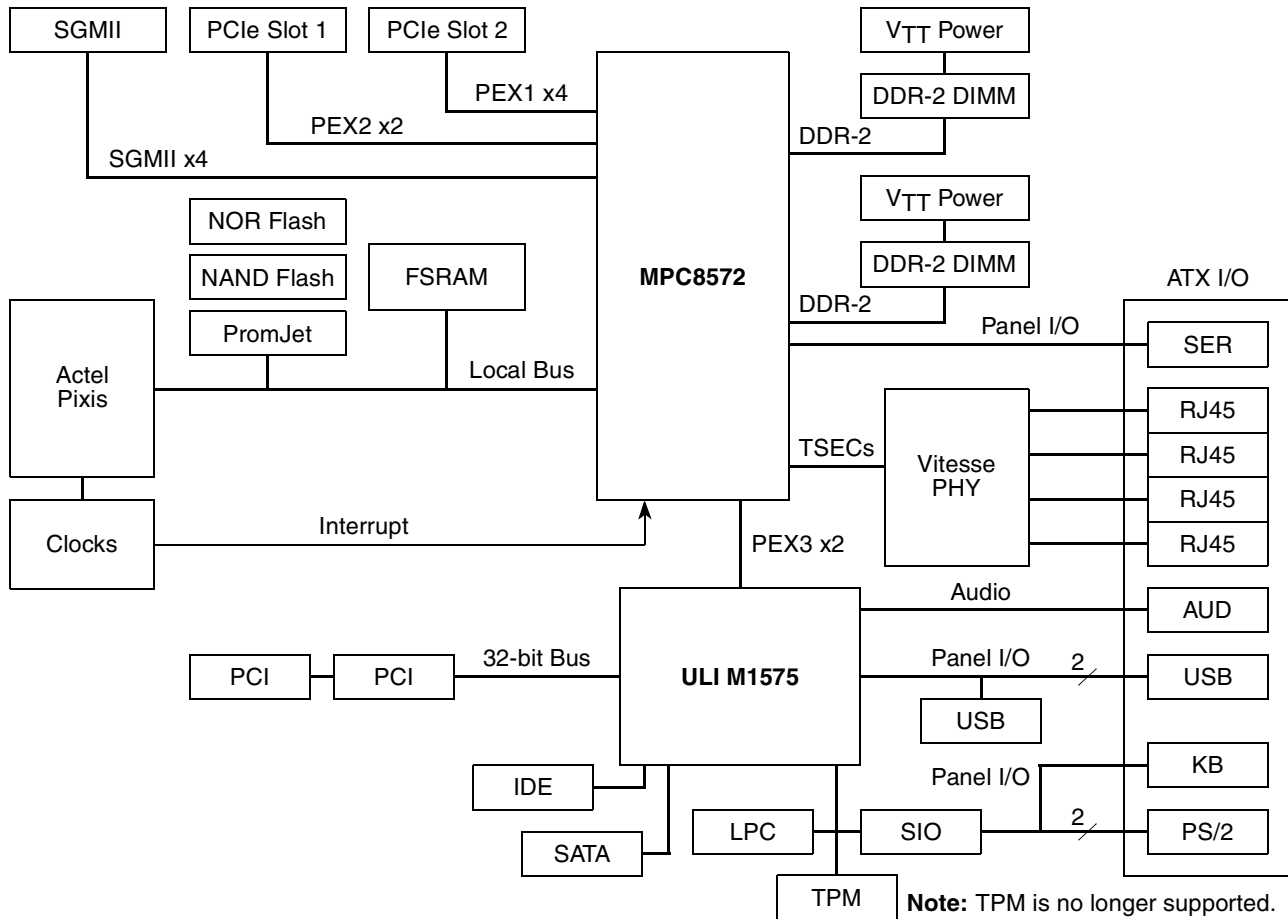 SGMII
PCIe Slot 1
PCIe Slot 2
VTT Power
DDR-2 DIMM
PEX1 x4
PEX2 x2
SGMII x4
DDR-2
NOR Flash
NAND Flash
PromJet
FSRAM
MPC8572
VTT Power
DDR-2 DIMM
DDR-2
ATX I/O
Panel I/O
SER
Actel
Pixis
Local Bus
RJ45
RJ45
RJ45
RJ45
TSECs
Vitesse
PHY
Clocks
Interrupt
PEX3 x2
Audio
AUD
PCI
PCI
32-bit Bus
ULI M1575
Panel I/O
2
USB
USB
IDE
Panel I/O
KB
SATA
LPC
SIO
2
PS/2
TPM
Note: TPM is no longer supported.